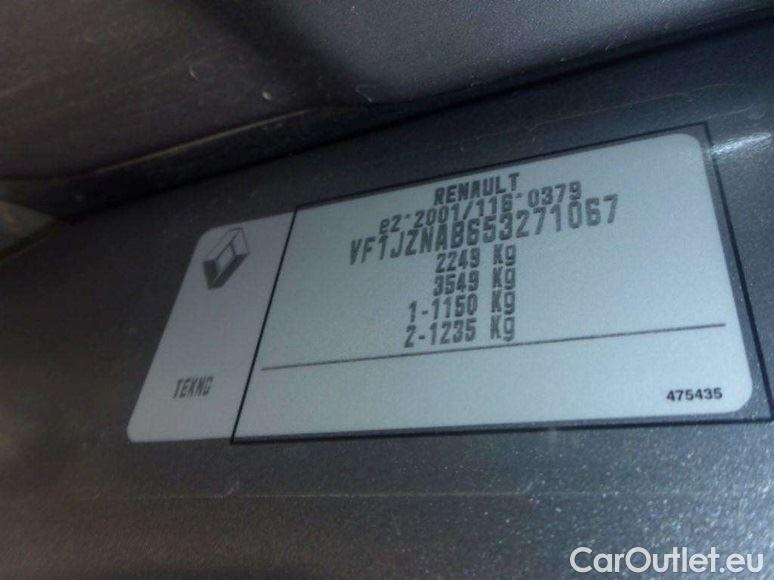 RENAULT
e2*2001/116*0379
VF1JZNAB653271067
2249 Kg
3549 Kg
1-1150 Kg
2-1235 Kg
TEKNG
475435
CarOutlet.eu